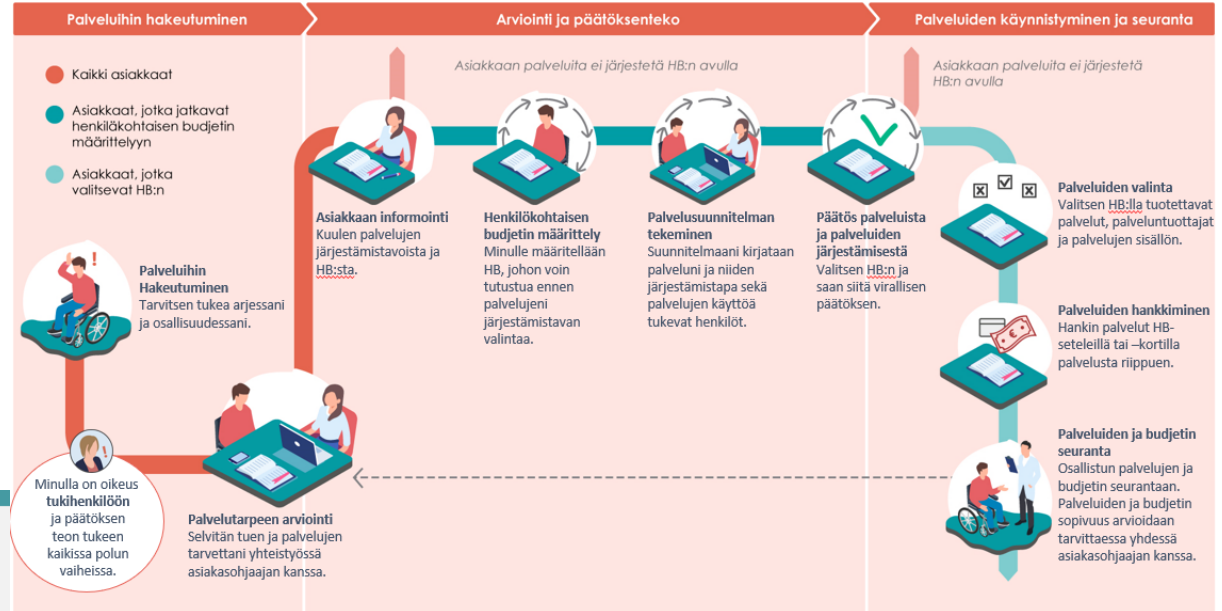 Palveluihin hakeutuminen
Arviointi ja päätöksenteko
Palveluiden käynnistyminen ja seuranta
Kaikki asiakkaat
Asiakkaat, jotka jatkavat
henkiläkohtaisen budjetin
määrittelyyn
Asiakkaat, jotka
valitsevat HB:n
Asiakkaan palveluita ei järjestetä HB:n avulla
Asiakkaan palveluita ei järjestetä
HB:n avulla
Palveluihin
Hakeutuminen
Tarvitsen tukea arjessani
ja osallisuudessani.
Minulla on oikeus
tukihenkilöön
ja päätöksen
teon tukeen
kaikissa polun
vaiheissa.
Palvelutarpeen arviointi
Selvitän tuen ja palvelujen
tarvettani yhteistyössä
asiakasohjaajan kanssa.
Asiakkaan informointi
Kuulen palvelujen
järjestämistavoista ja
HB:sta.
Henkilökohtaisen
budjetin määrittely
Minulle määritellään
HB, johon voin
tutustua ennen
palvelujeni
järjestämistavan
valintaa.
Palvelusuunnitelman
tekeminen
Suunnitelmaani kirjataan
palveluni ja niiden
järjestämistapa sekä
palvelujen käyttöä
tukevat henkilöt.
Päätös palveluista
ja palveluiden
järjestämisestä
Valitsen HB:n ja
saan siitä virallisen
päätöksen.
Palveluiden valinta
Valitsen HB:lla tuotettavat
palvelut, palveluntuottajat
ja palvelujen sisällön.
Palveluiden hankkiminen
Hankin palvelut HB-
seteleillä tai –kortilla
palvelusta riippuen.
Palveluiden ja budjetin
seuranta
Osallistun palvelujen ja
budjetin seurantaan.
Palveluiden ja budjetin
sopivuus arvioidaan
tarvittaessa yhdessä
asiakasohjaajan kanssa.